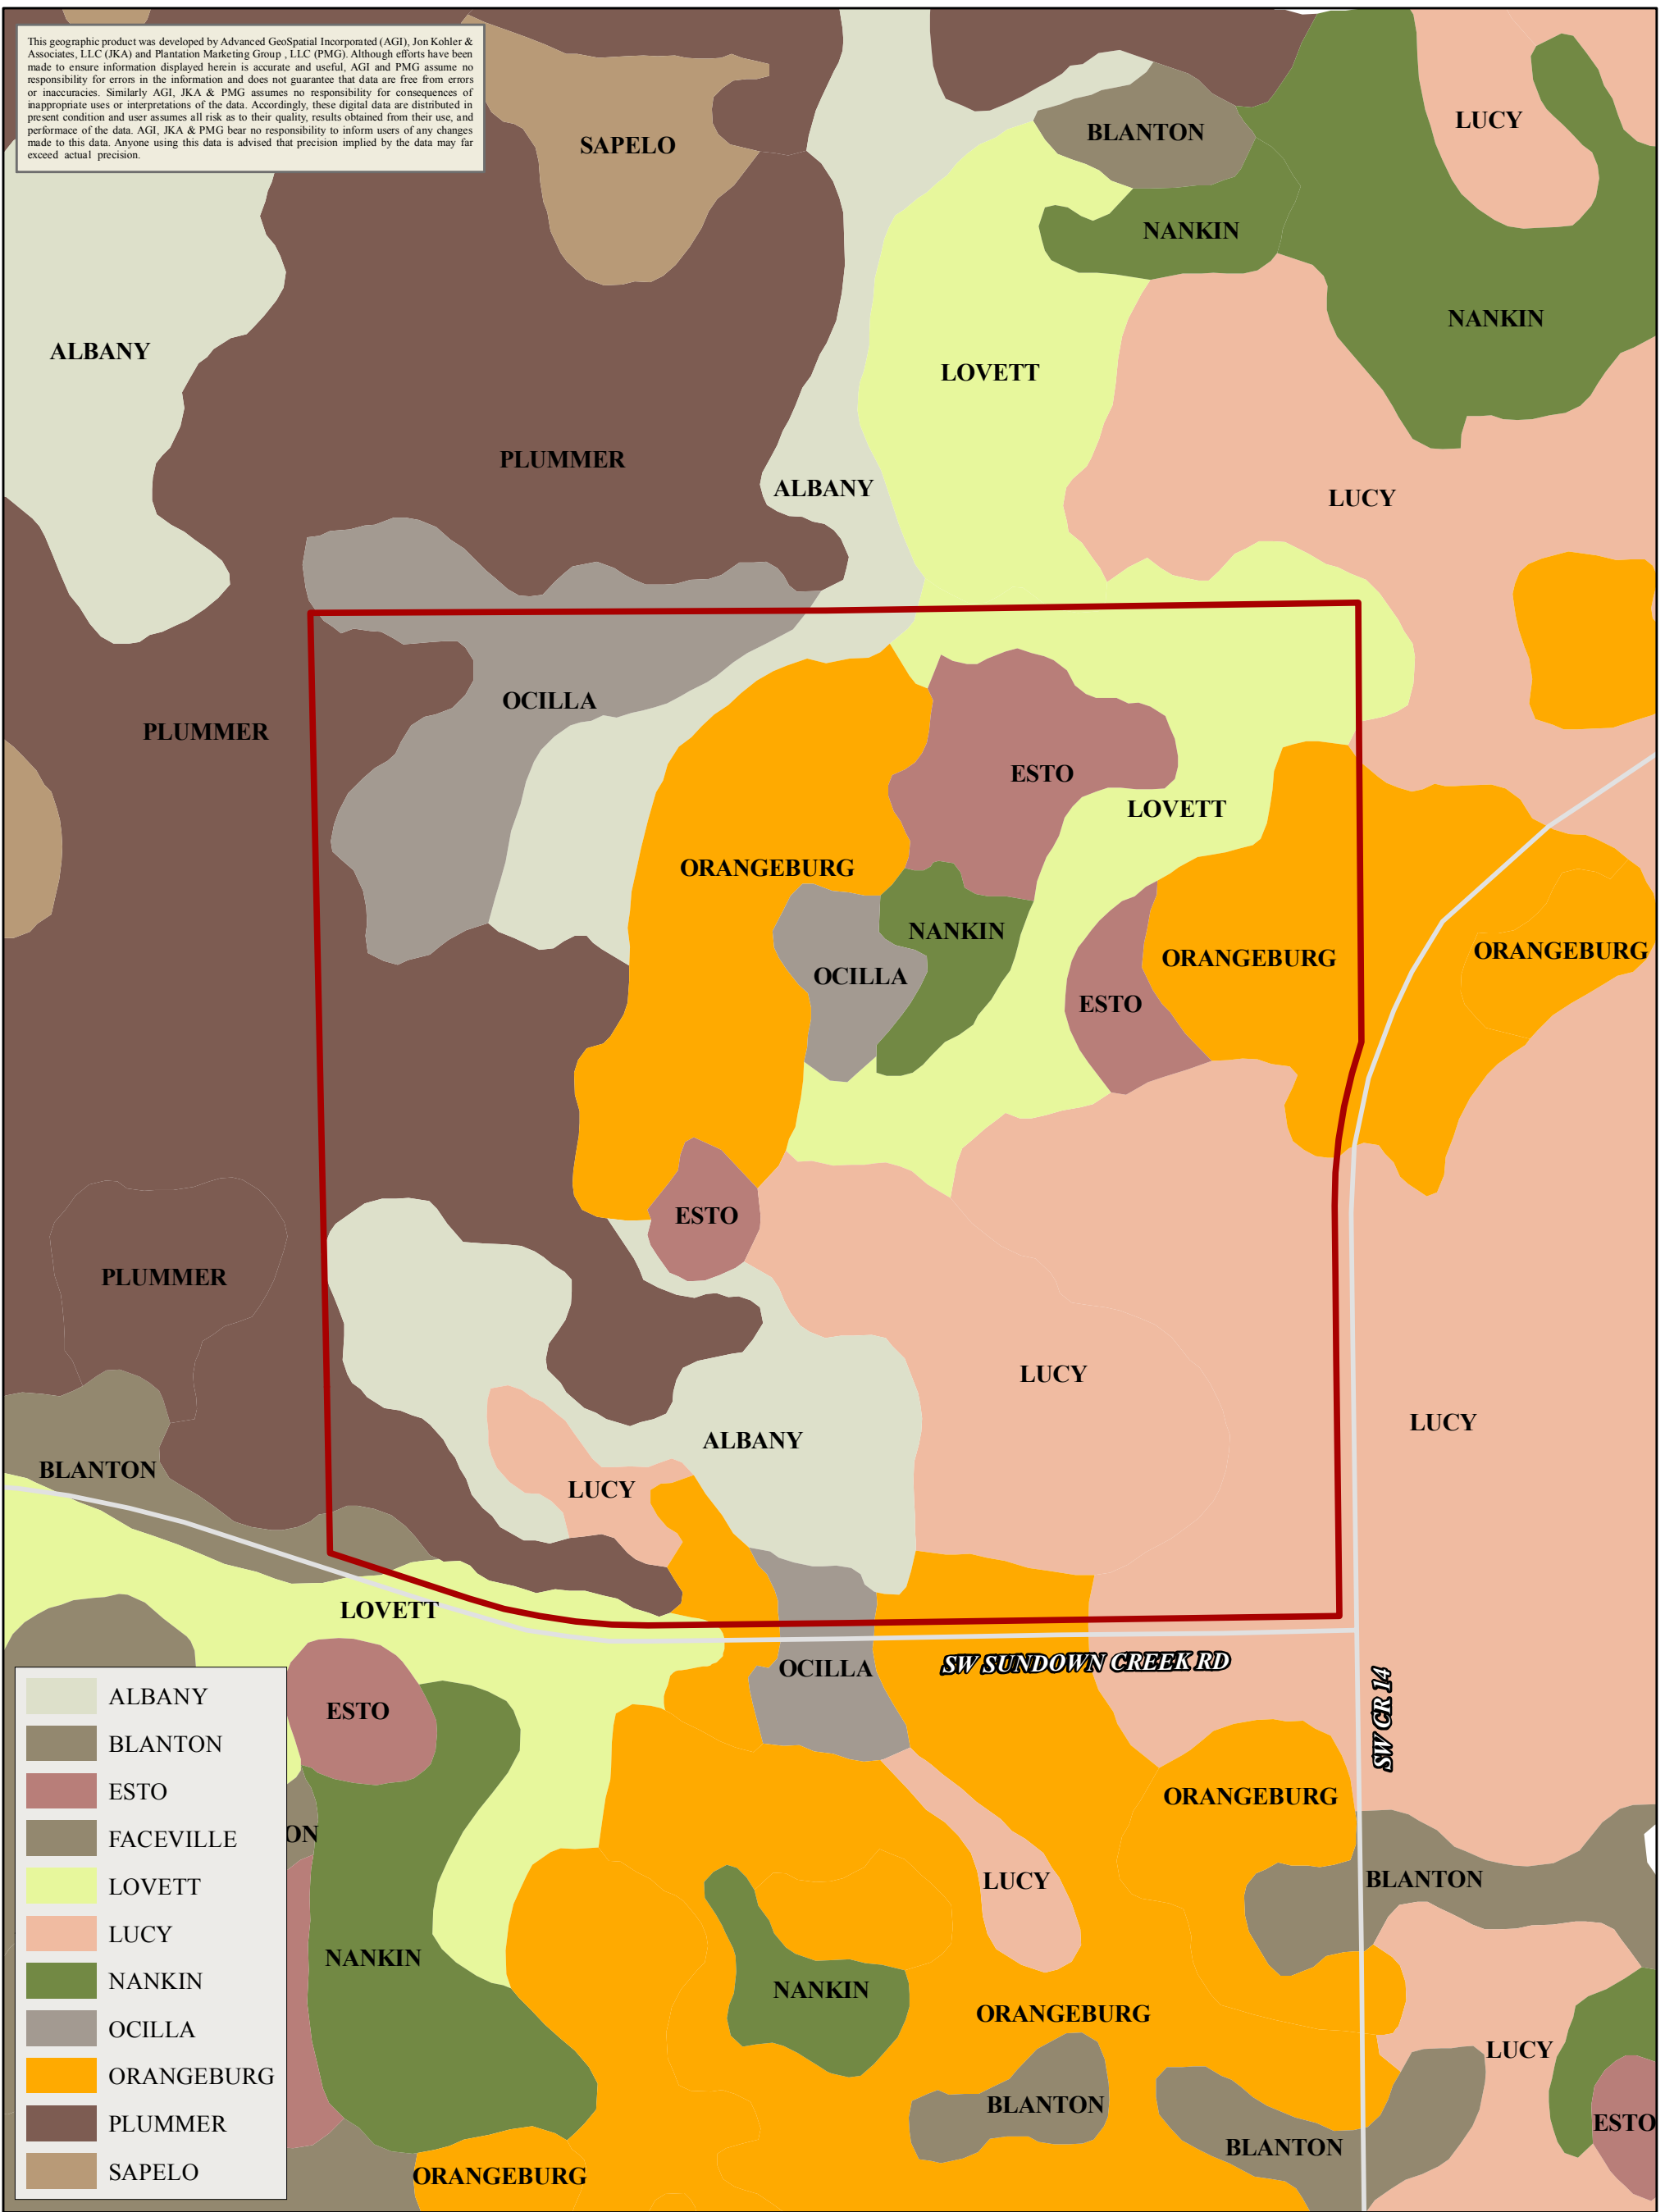 This geographic product was developed by Advanced GeoSpatial Incorporated (AGI), Jon Kohler &
Associates, LLC (JKA) and Plantation Marketing Group , LLC (PMG). Although efforts have been
made to ensure information displayed herein is accurate and useful, AGI and PMG assume no
responsibility for errors in the information and does not guarantee that data are free from errors
or inaccuracies. Similarly AGI, JKA & PMG assumes no responsibility for consequences of
inappropriate uses or interpretations of the data. Accordingly, these digital data are distributed in
present condition and user assumes all risk as to their quality, results obtained from their use, and
performace of the data. AGI, JKA & PMG bear no responsibility to inform users of any changes
made to this data. Anyone using this data is advised that precision implied by the data may far
exceed actual precision.
LUCY
BLANTON
SAPELO
NANKIN
NANKIN
ALBANY
LOVETT
PLUMMER
ALBANY
LUCY
OCILLA
PLUMMER
ESTO
LOVETT
ORANGEBURG
NANKIN
ORANGEBURG
ORANGEBURG
OCILLA
ESTO
ESTO
PLUMMER
LUCY
LUCY
ALBANY
BLANTON
LUCY
LOVETT
SW SUNDOWN CREEK RD
OCILLA
SW CR 14
ESTO
ORANGEBURG
ON
BLANTON
LUCY
NANKIN
NANKIN
ORANGEBURG
LUCY
BLANTON
ESTO
BLANTON
ORANGEBURG
ALBANY
BLANTON
ESTO
FACEVILLE
LOVETT
LUCY
NANKIN
OCILLA
ORANGEBURG
PLUMMER
SAPELO